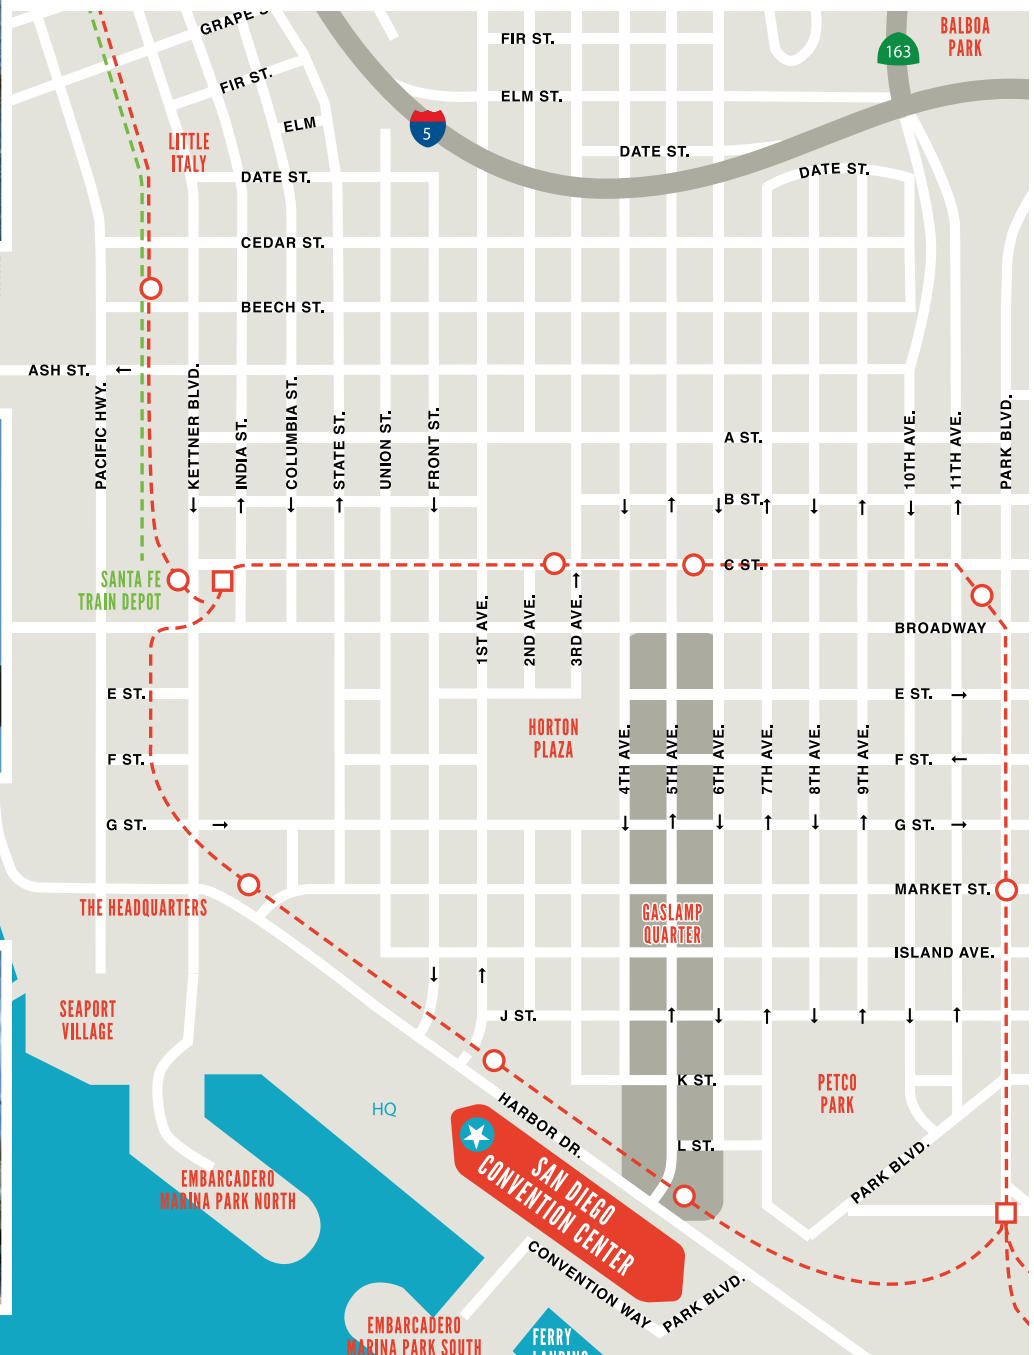 GRAPE S
FIR ST.
BALBOA
PARK
163
FIR ST.
ELM ST.
ELM
5
LITTLE
ITALY
DATE ST.
DATE ST.
DATE ST.
CEDAR ST.
BEECH ST.
ASH ST. ←
PACIFIC HWY.
KETTNER BLVD.
INDIA ST.
COLUMBIA ST.
STATE ST.
UNION ST.
FRONT ST.
A ST.
10TH AVE.
11TH AVE.
PARK BLVD.
B ST.
C ST.
SANTA FE
TRAIN DEPOT
1ST AVE.
2ND AVE.
3RD AVE.
BROADWAY
E ST.
E ST. →
HORTON
PLAZA
4TH AVE.
5TH AVE.
6TH AVE.
7TH AVE.
8TH AVE.
9TH AVE.
F ST.
F ST. ←
G ST. →
G ST. →
MARKET ST.
THE HEADQUARTERS
GASLAMP
QUARTER
ISLAND AVE.
SEAPORT
VILLAGE
J ST.
K ST.
PETCO
PARK
HQ
HARBOR DR.
L ST.
SAN DIEGO
CONVENTION CENTER
PARK BLVD.
EMBARCADERO
MARINA PARK NORTH
CONVENTION WAY
PARK BLVD.
EMBARCADERO
MARINA PARK SOUTH
FERRY
LANDING